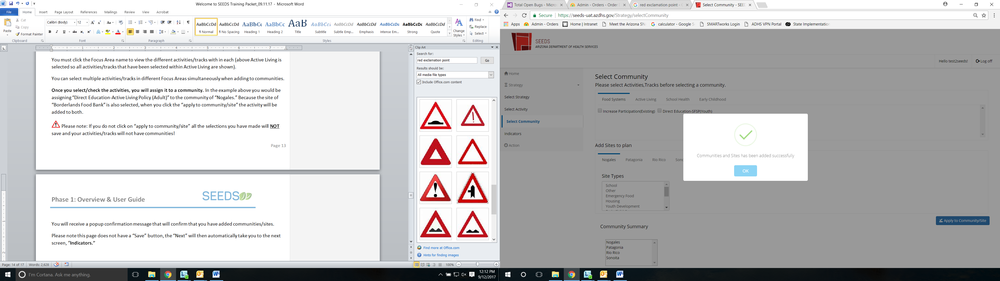 Welcome to SEEDS Training Packet_09.11.17 - Microsoft Word
File Home Insert Page Layout References Mailings Review View Acrobat
Paste
Cut
Copy
Format Painter
Calibri (Body) 12
AaBbCcDd AaBbCcDd AaBbCc AaBbCc AaB AaBbCcI AaBbCcDd AaBbCcDd AaBbCcDd AaBbCcDc AaBbCcDd
¶ Normal ¶ No Spacing Heading 1 Heading 2 Title Subtitle Subtle Emp... Emphasis Intense Em... Strong Quote
Change Styles
Find
Replace
Select
Clipboard Font Paragraph Styles Editing
1 2 3 4 5 6 7
You must click the Focus Area name to view the different activities/tracks with in each (above Active Living is
selected so all activities/tracks that have been selected within Active Living are shown).
You can select multiple activities/tracks in different Focus Areas simultaneously when adding to communities.
Once you select/check the activities, you will assign it to a community. In the example above you would be
assigning “Direct Education-Active Living Policy (Adult)” to the community of “Nogales.” Because the site of
“Borderlands Food Bank” is also selected, when you click the “apply to community/site” the activity will be
added to both.
Please note: If you do not click on “apply to community/site” all the selections you have made will NOT
save and your activities/tracks will not have communities!
Page 13
Phase 1: Overview & User Guide
SEEDS
You will receive a popup confirmation message that will confirm that you have added communities/sites.
Please note this page does not have a “Save” button, the “Next” will then automatically take you to the next
screen, “Indicators.”
Clip Art
Search for:
red exclamation point
Go
Results should be:
All media file types
Include Office.com content
Find more at Office.com
Hints for finding images
Page: 14 of 17 Words: 2,628
100%
I'm Cortana. Ask me anything.
12:12 PM
9/12/2017
Total Open Bugs - Micros
Admin - Orders - Order
red exclamation point -
Select Community - SEED
Secure https://seeds-uat.azdhs.gov/Strategy/selectCommunity
Apps Admin - Orders Home | Intranet Meet the Arizona SN calculator - Google S SMARTworks Login ADHS VPN Portal State Implementation
SEEDS
ARIZONA DEPARTMENT OF HEALTH SERVICES
Hello test2seeds! Log off
Home
Strategy
Select Strategy
Select Activity
Select Community
Indicators
Action
Select Community
Please select Activities,Tracks before selecting a community.
Food Systems Active Living School Health Early Childhood
Increase Participation(Existing) Direct Education-SFSP(Youth)
Add Sites to plan
Nogales Patagonia Rio Rico Sono
Site Types
School
Other
Emergency Food
Housing
Youth Development
Communities and Sites has been added successfully
OK
Apply to Community/Site
Community Summary
Nogales
Patagonia
Rio Rico
Sonoita